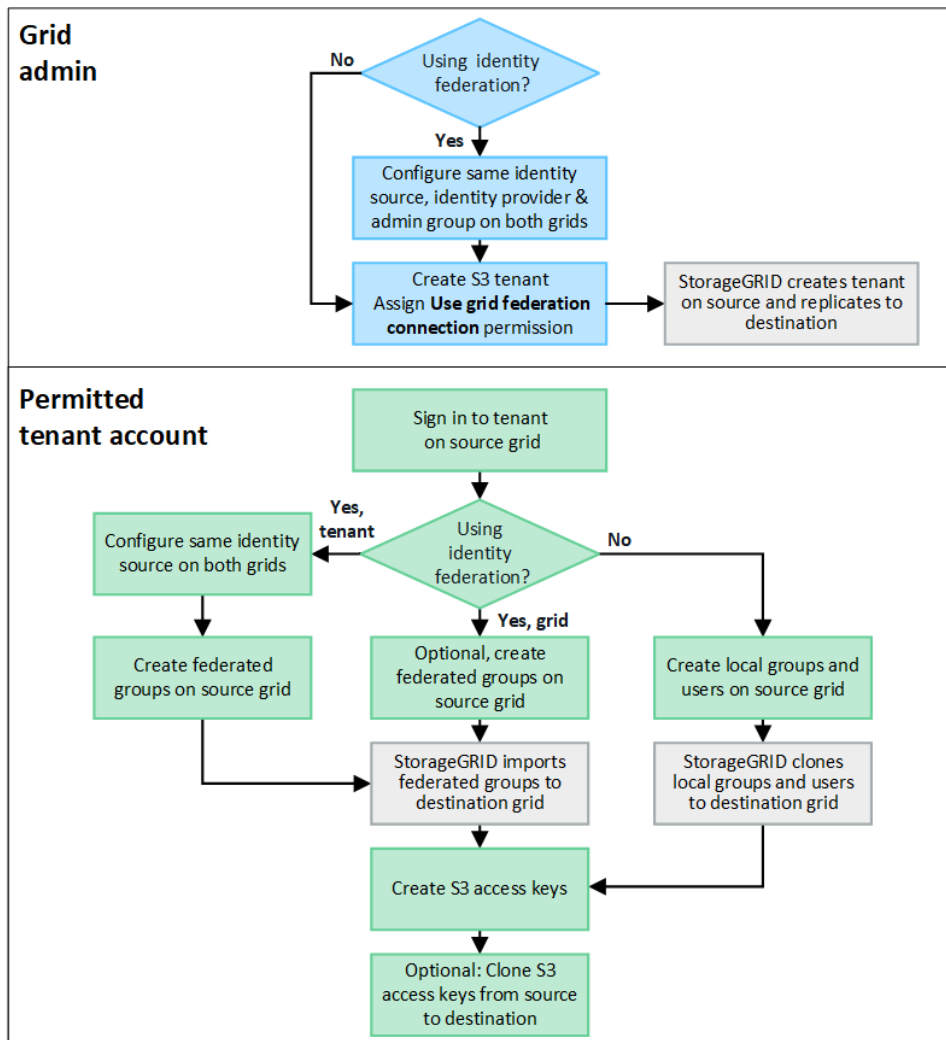 Grid
admin
No
Using identity
federation?
Yes
Configure same identity
source, identity provider &
admin group on both grids
Create S3 tenant
Assign Use grid federation
connection permission
StorageGRID creates tenant
on source and replicates to
destination
Permitted
tenant account
Sign in to tenant
on source grid
Yes,
tenant
Configure same identity
source on both grids
Using
identity
federation?
No
Yes, grid
Create federated
groups on source grid
Optional, create
federated groups on
source grid
Create local groups and
users on source grid
StorageGRID imports
federated groups to
destination grid
StorageGRID clones
local groups and users
to destination grid
Create S3 access keys
Optional: Clone S3
access keys from source
to destination